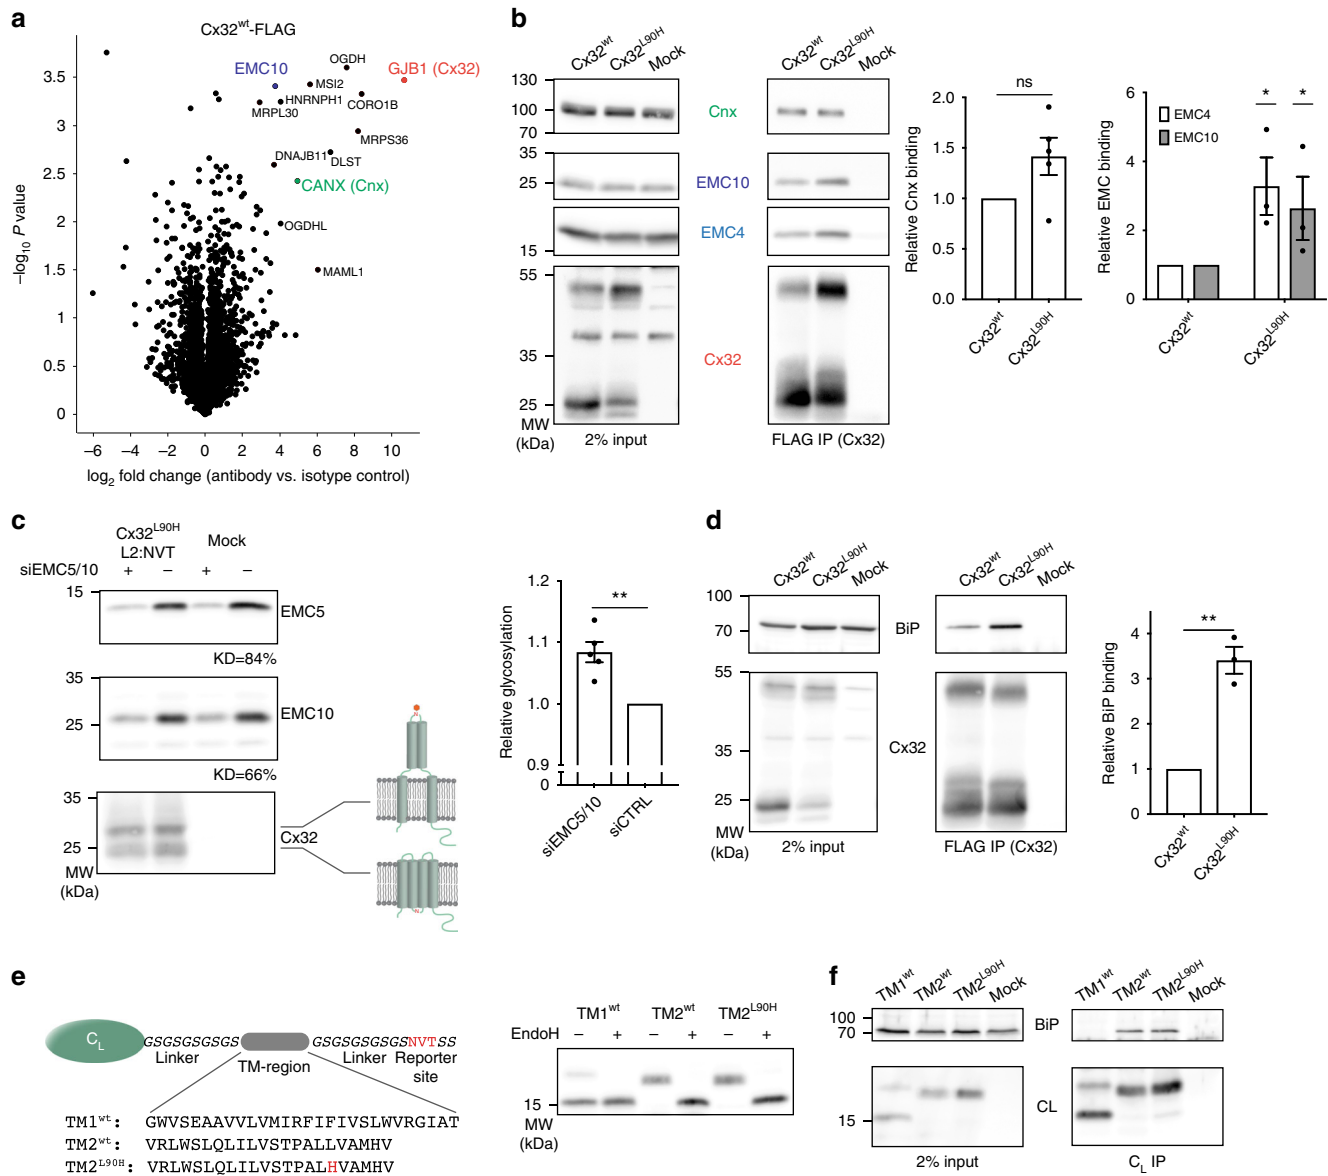 a
Cx32wt-FLAG
–log10 P value
3.5
3
2.5
2
1.5
1
0.5
0
EMC10
OGDH
GJB1 (Cx32)
MSI2
HNRNPH1
CORO1B
MRPL30
MRPS36
DNAJB11
DLST
CANX (Cnx)
OGDHL
MAML1
–6 –4 –2 0 2 4 6 8 10
log2 fold change (antibody vs. isotype control)
b
Cx32wt Cx32L90H Mock
Cx32wt Cx32L90H Mock
130
100
70
Cnx
35
25
EMC10
EMC4
15
55
35
25
Cx32
MW
(kDa)
2% input
FLAG IP (Cx32)
Relative Cnx binding
2.0
1.5
1.0
0.5
0.0
ns
Cx32wt
Cx32L90H
Relative EMC binding
6
4
2
0
EMC4
EMC10
* *
Cx32wt
Cx32L90H
c
Cx32L90H
L2:NVT
Mock
siEMC5/10 + – + –
15
EMC5
KD=84%
35
25
EMC10
KD=66%
35
25
Cx32
MW
(kDa)
N
N
Relative glycosylation
1.2
1.1
1.0
0.9
0
**
siEMC5/10
siCTRL
d
Cx32wt Cx32L90H Mock
Cx32wt Cx32L90H Mock
100
70
BiP
55
35
25
Cx32
MW
(kDa)
2% input
FLAG IP (Cx32)
Relative BiP binding
4
3
2
1
0
**
Cx32wt
Cx32L90H
e
CL
GSGSGSGSGS
GSGSGSGSGSNVTSS
Linker
TM-region
Linker
Reporter
site
TM1wt: GWVSEAAVVLVMIRFIFIVSLWVRGIAT
TM2wt: VRLWSLQLILVSTPALLVAMHV
TM2L90H: VRLWSLQLILVSTPALHVAMHV
TM1wt TM2wt TM2L90H
EndoH – + – + – +
15
MW
(kDa)
f
TM1wt TM2wt TM2L90H Mock
TM1wt TM2wt TM2L90H Mock
100
70
BiP
15
CL
2% input
CL IP